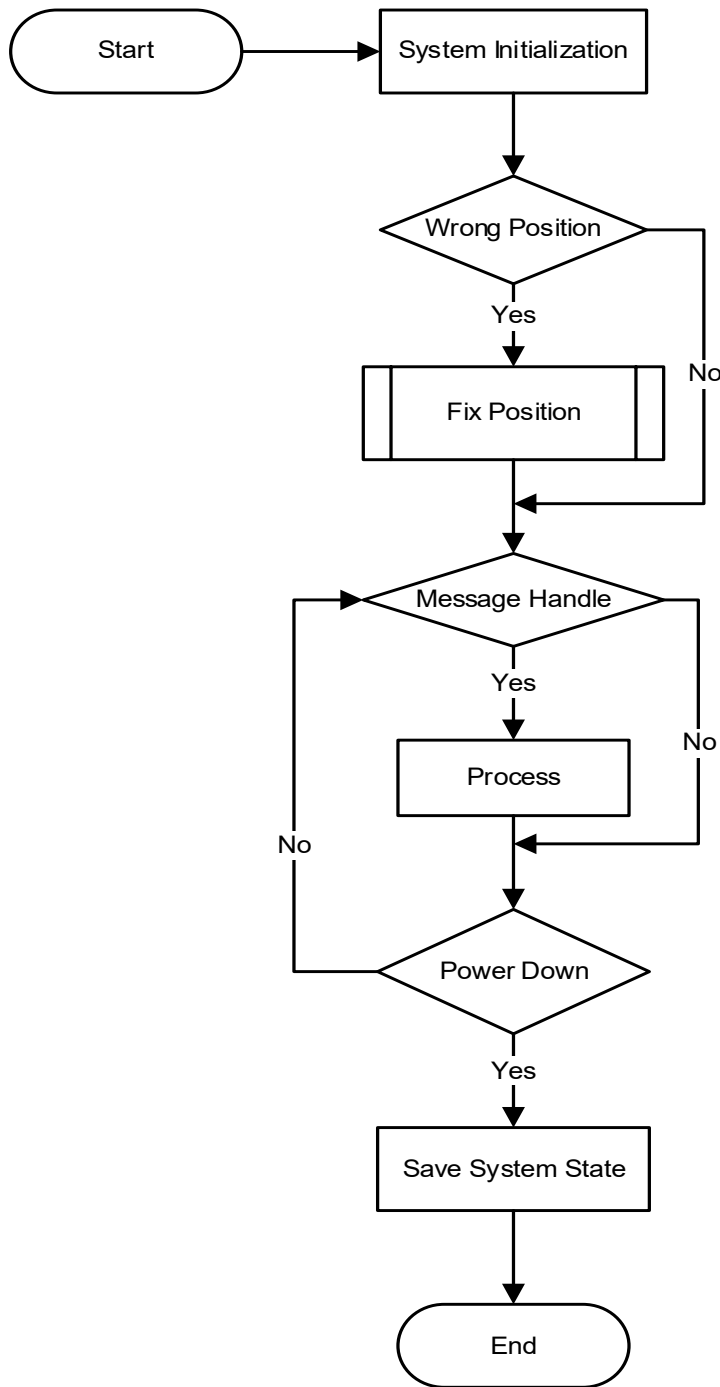 Start
System Initialization
Wrong Position
Yes
No
Fix Position
Message Handle
Yes
No
Process
No
Power Down
Yes
Save System State
End